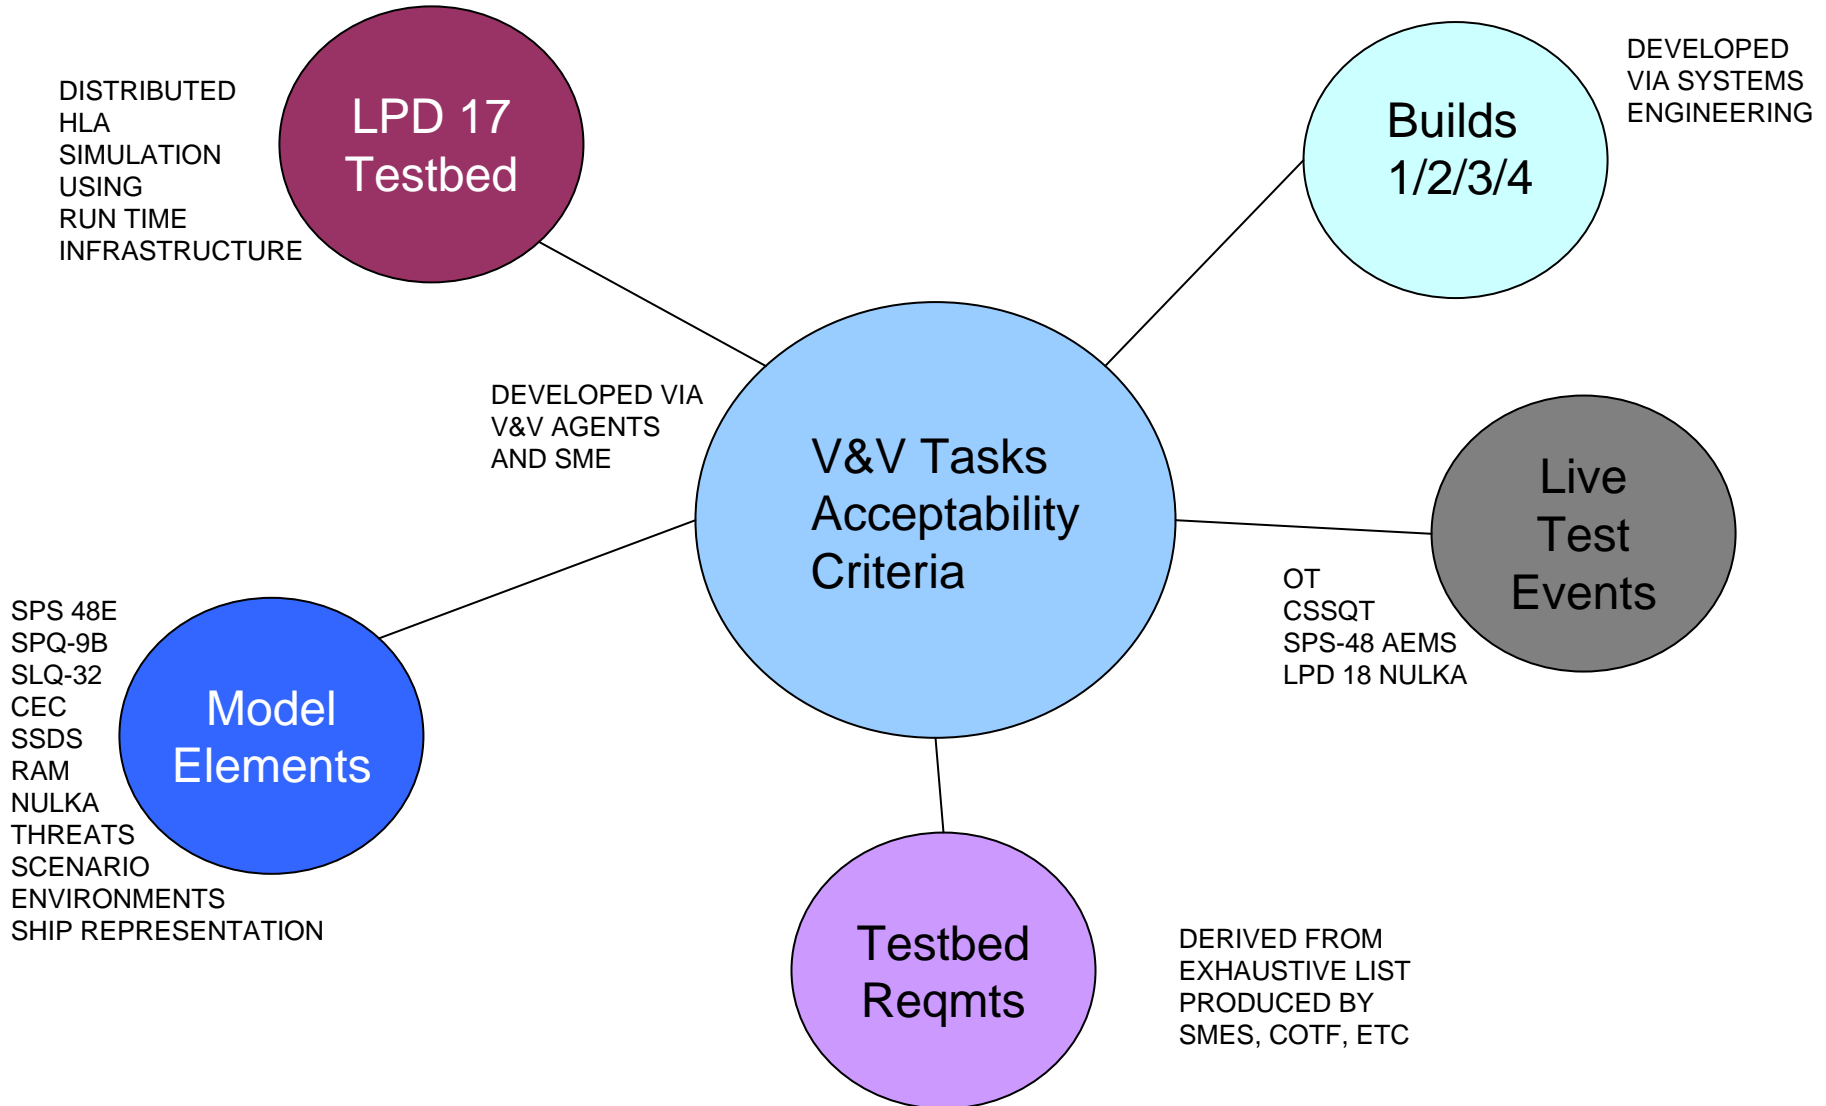 DISTRIBUTED
HLA
SIMULATION
USING
RUN TIME
INFRASTRUCTURE
LPD 17
Testbed
Builds
1/2/3/4
DEVELOPED
VIA SYSTEMS
ENGINEERING
DEVELOPED VIA
V&V AGENTS
AND SME
V&V Tasks
Acceptability
Criteria
Live
Test
Events
OT
CSSQT
SPS-48 AEMS
LPD 18 NULKA
SPS 48E
SPQ-9B
SLQ-32
CEC
SSDS
RAM
NULKA
THREATS
SCENARIO
ENVIRONMENTS
SHIP REPRESENTATION
Model
Elements
Testbed
Reqmts
DERIVED FROM
EXHAUSTIVE LIST
PRODUCED BY
SMES, COTF, ETC